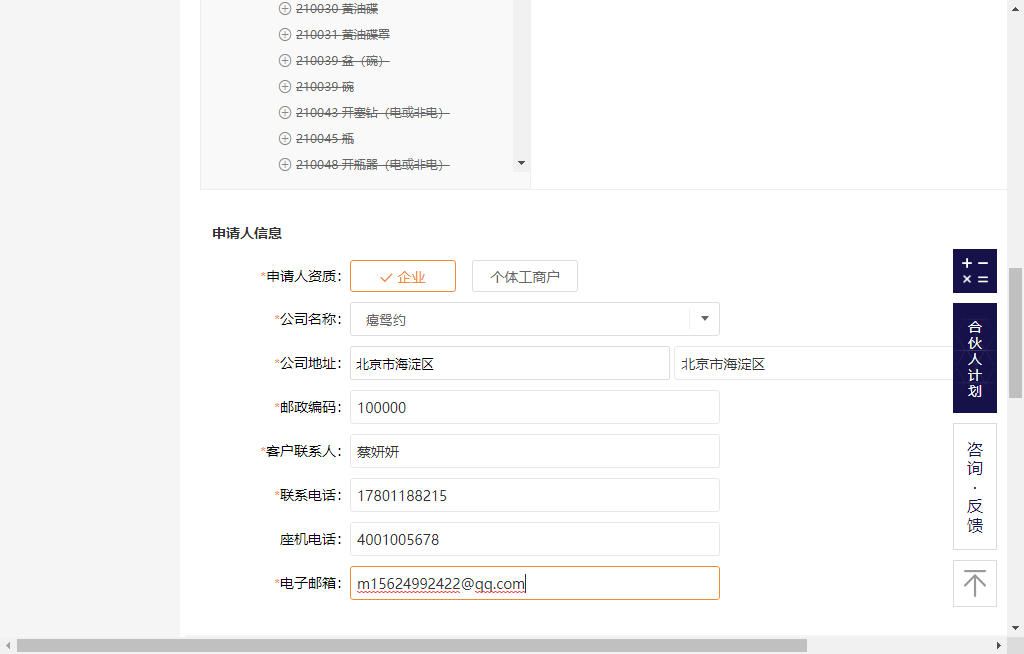 210030 黄油碟
210031 黄油碟罩
210039 盆（碗）
210039 碗
210043 开塞钻（电或非电）
210045 瓶
210048 开瓶器（电或非电）
申请人信息
*申请人资质： 企业 个体工商户
*公司名称： 瘪鸳约
*公司地址： 北京市海淀区 北京市海淀区
*邮政编码： 100000
*客户联系人： 蔡妍妍
*联系电话： 17801188215
座机电话： 4001005678
*电子邮箱： m15624992422@qq.com
合伙人计划
咨询·反馈